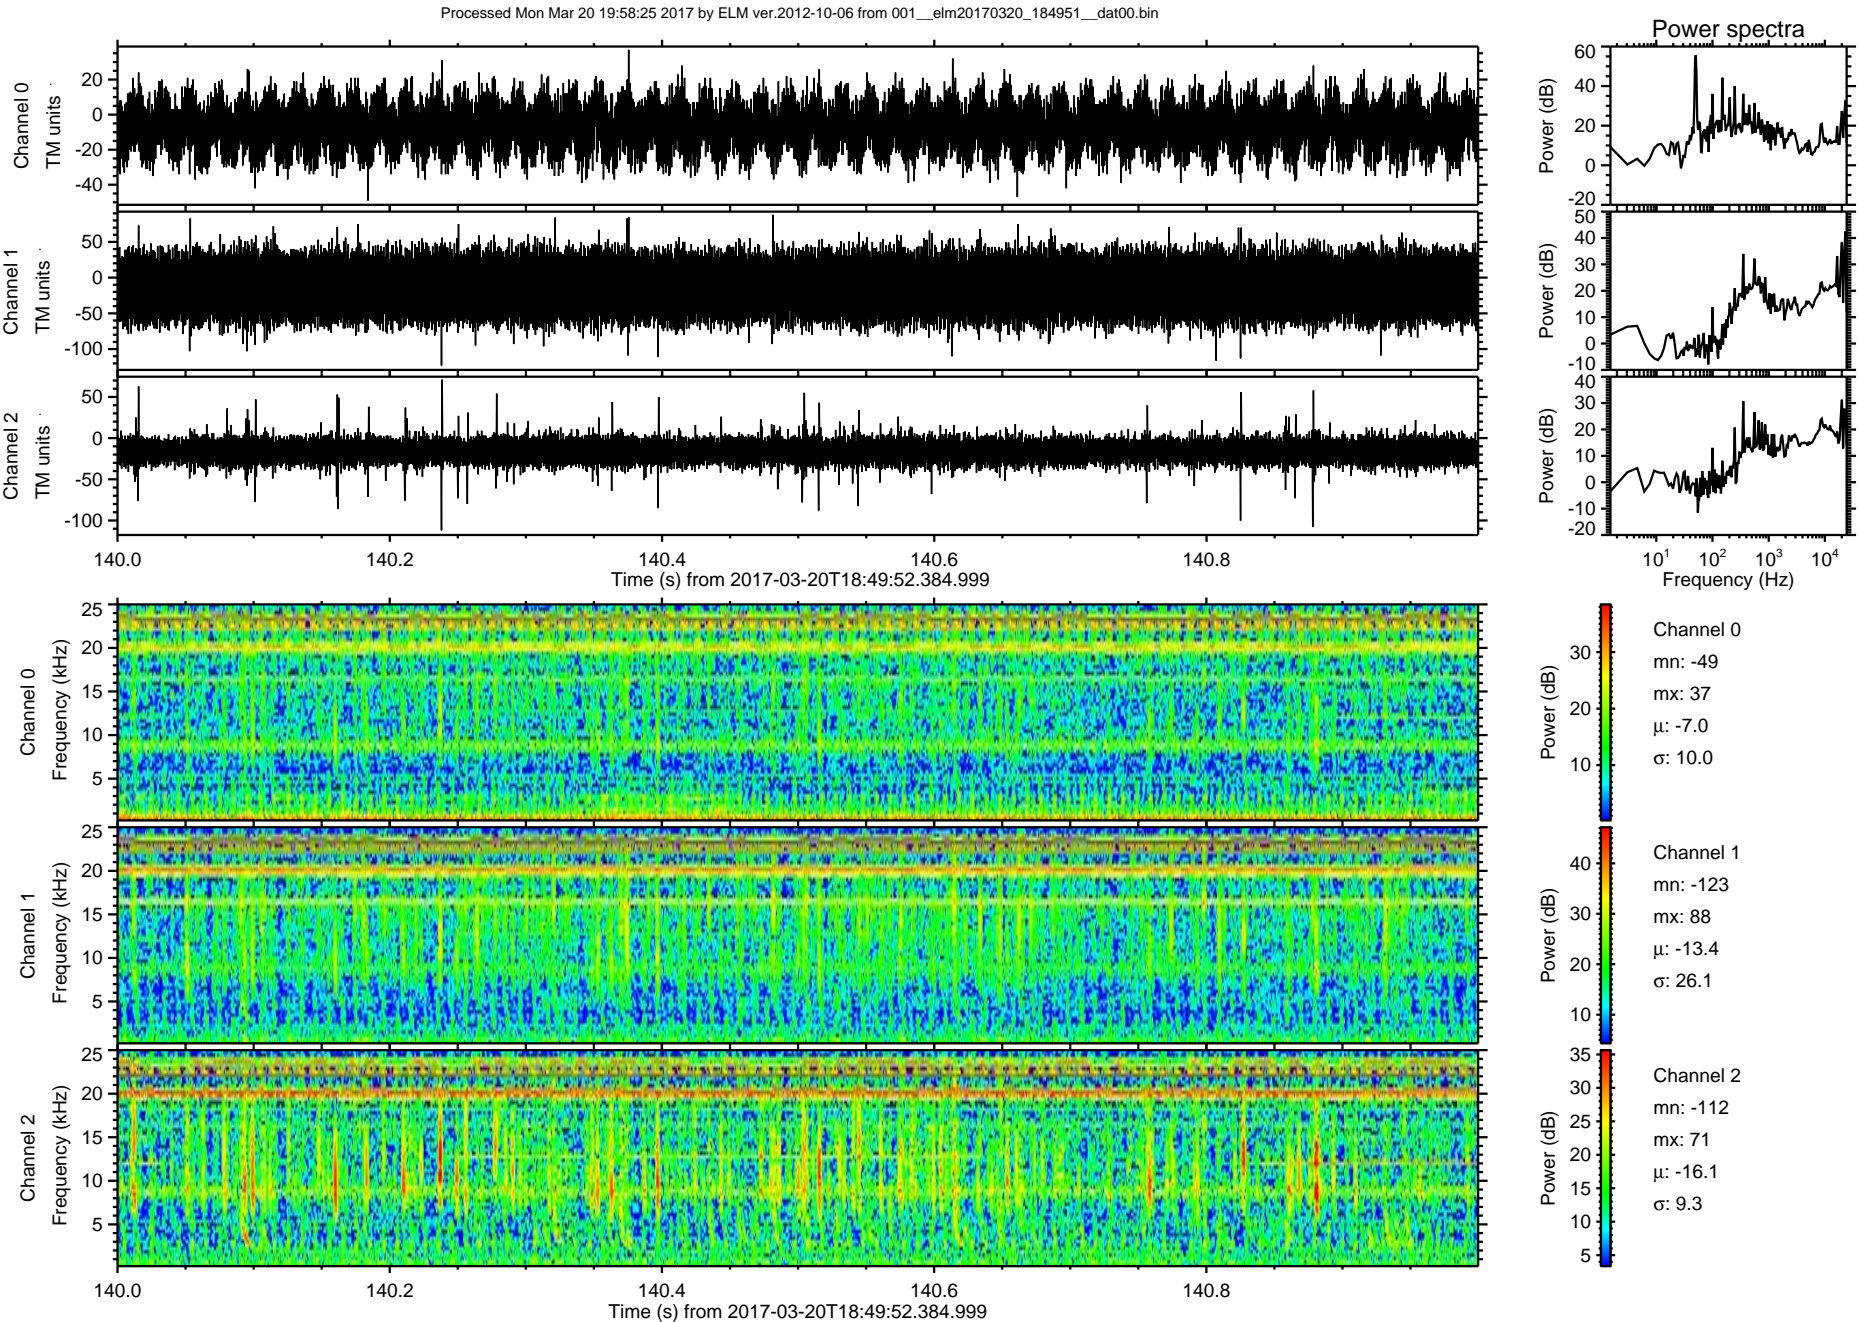 Processed Mon Mar 20 19:58:25 2017 by ELM ver.2012-10-06 from 001__elm20170320_184951__dat00.bin
Power spectra
Channel 0
TM units
20
0
-20
-40
Power (dB)
60
40
20
0
-20
Channel 1
TM units
50
0
-50
-100
Power (dB)
50
40
30
20
10
0
-10
Channel 2
TM units
50
0
-50
-100
Power (dB)
40
30
20
10
0
-10
-20
140.0 140.2 140.4 140.6 140.8
Time (s) from 2017-03-20T18:49:52.384.999
10¹ 10² 10³ 10⁴
Frequency (Hz)
Channel 0
Frequency (kHz)
25
20
15
10
5
Power (dB)
30
20
10
Channel 0
mn: -49
mx: 37
μ: -7.0
σ: 10.0
Channel 1
Frequency (kHz)
25
20
15
10
5
Power (dB)
40
30
20
10
Channel 1
mn: -123
mx: 88
μ: -13.4
σ: 26.1
Channel 2
Frequency (kHz)
25
20
15
10
5
Power (dB)
35
30
25
20
15
10
5
Channel 2
mn: -112
mx: 71
μ: -16.1
σ: 9.3
140.0 140.2 140.4 140.6 140.8
Time (s) from 2017-03-20T18:49:52.384.999